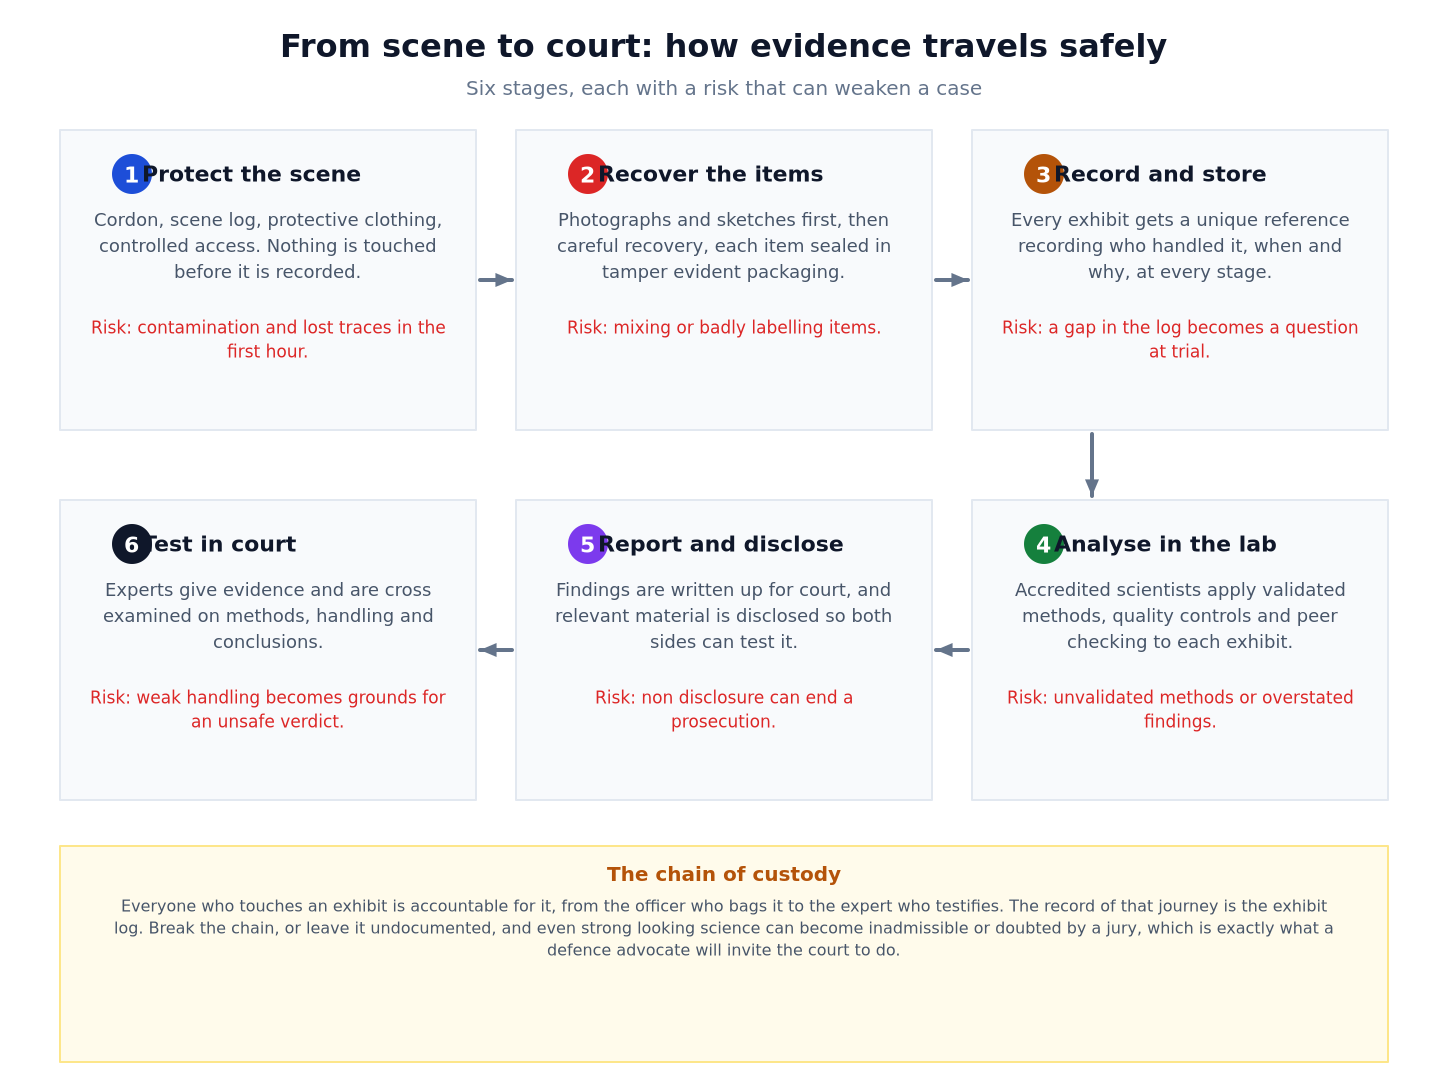 From scene to court: how evidence travels safely
Six stages, each with a risk that can weaken a case
1 Protect the scene
Cordon, scene log, protective clothing,
controlled access. Nothing is touched
before it is recorded.
Risk: contamination and lost traces in the
first hour.
2 Recover the items
Photographs and sketches first, then
careful recovery, each item sealed in
tamper evident packaging.
Risk: mixing or badly labelling items.
3 Record and store
Every exhibit gets a unique reference
recording who handled it, when and
why, at every stage.
Risk: a gap in the log becomes a question
at trial.
4 Analyse in the lab
Accredited scientists apply validated
methods, quality controls and peer
checking to each exhibit.
Risk: unvalidated methods or overstated
findings.
5 Report and disclose
Findings are written up for court, and
relevant material is disclosed so both
sides can test it.
Risk: non disclosure can end a
prosecution.
6 Test in court
Experts give evidence and are cross
examined on methods, handling and
conclusions.
Risk: weak handling becomes grounds for
an unsafe verdict.
The chain of custody
Everyone who touches an exhibit is accountable for it, from the officer who bags it to the expert who testifies. The record of that journey is the exhibit
log. Break the chain, or leave it undocumented, and even strong looking science can become inadmissible or doubted by a jury, which is exactly what a
defence advocate will invite the court to do.